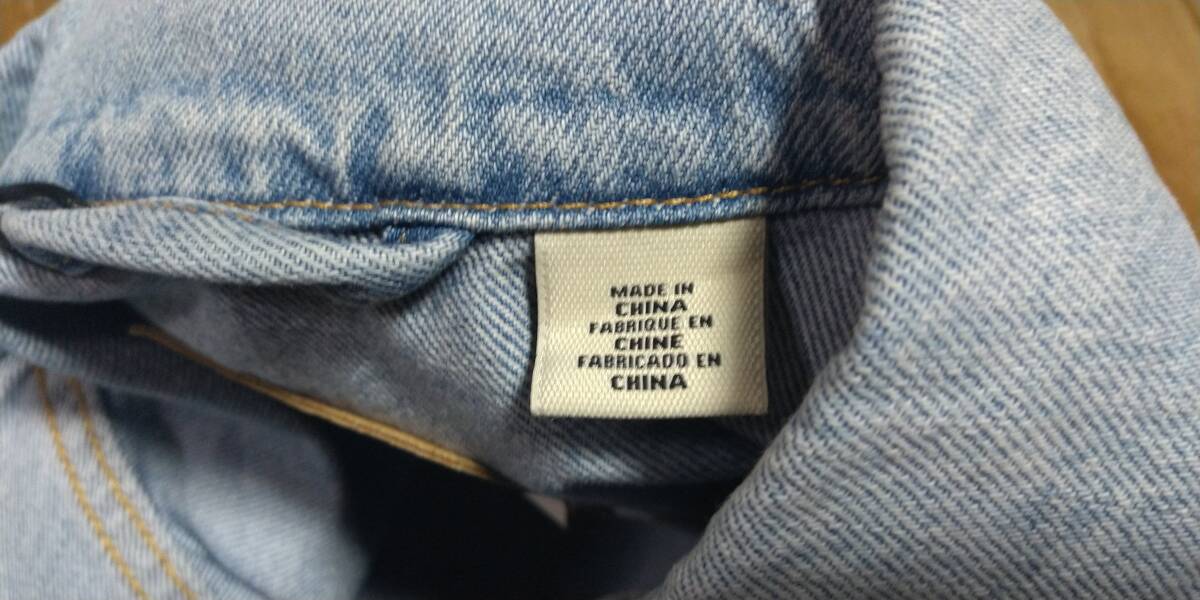 MADE IN
CHINA
FABRIQUE EN
CHINE
FABRICADO EN
CHINA